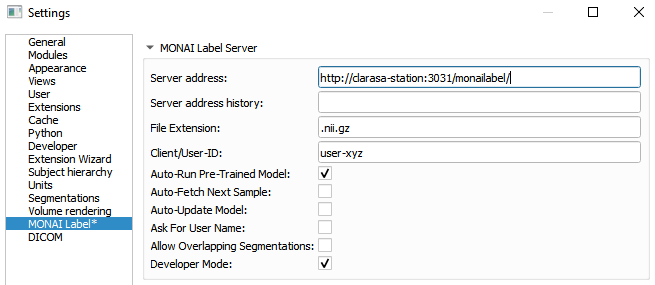 Settings
General
Modules
Appearance
Views
User
Extensions
Cache
Python
Developer
Extension Wizard
Subject hierarchy
Units
Segmentations
Volume rendering
MONAI Label*
DICOM
MONAI Label Server
Server address: http://clarasa-station:3031/monailabel/
Server address history:
File Extension: .nii.gz
Client/User-ID: user-xyz
Auto-Run Pre-Trained Model:
Auto-Fetch Next Sample:
Auto-Update Model:
Ask For User Name:
Allow Overlapping Segmentations:
Developer Mode: